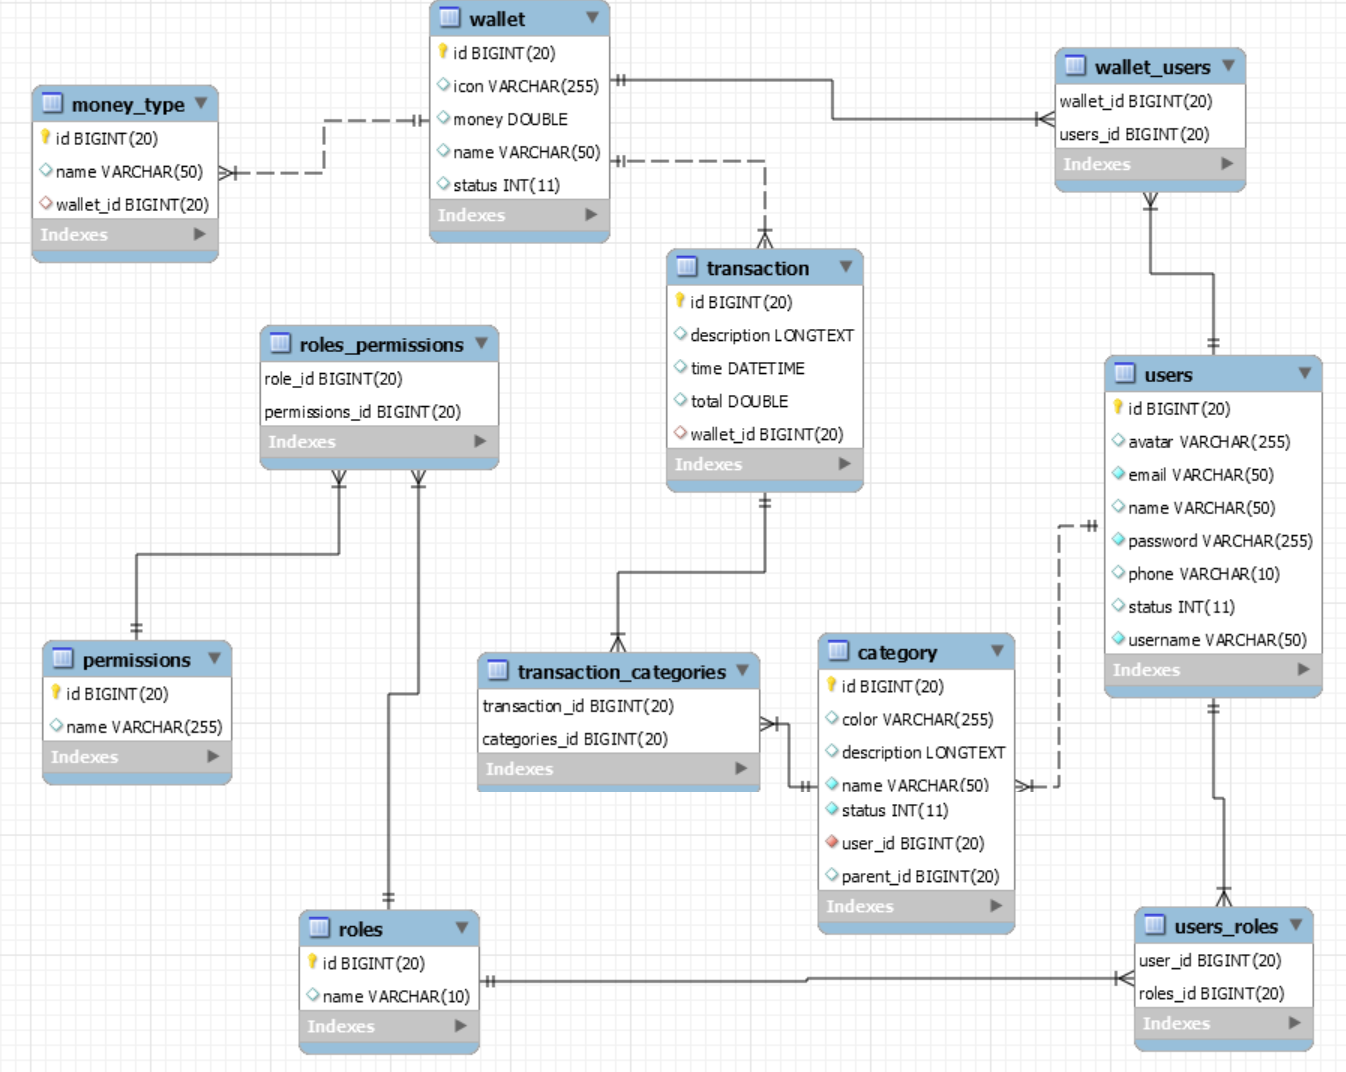 wallet
id BIGINT(20)
icon VARCHAR(255)
money DOUBLE
name VARCHAR(50)
status INT(11)
Indexes
wallet_users
wallet_id BIGINT(20)
users_id BIGINT(20)
Indexes
money_type
id BIGINT(20)
name VARCHAR(50)
wallet_id BIGINT(20)
Indexes
transaction
id BIGINT(20)
description LONGTEXT
time DATETIME
total DOUBLE
wallet_id BIGINT(20)
Indexes
roles_permissions
role_id BIGINT(20)
permissions_id BIGINT(20)
Indexes
users
id BIGINT(20)
avatar VARCHAR(255)
email VARCHAR(50)
name VARCHAR(50)
password VARCHAR(255)
phone VARCHAR(10)
status INT(11)
username VARCHAR(50)
Indexes
permissions
id BIGINT(20)
name VARCHAR(255)
Indexes
transaction_categories
transaction_id BIGINT(20)
categories_id BIGINT(20)
Indexes
category
id BIGINT(20)
color VARCHAR(255)
description LONGTEXT
name VARCHAR(50)
status INT(11)
user_id BIGINT(20)
parent_id BIGINT(20)
Indexes
roles
id BIGINT(20)
name VARCHAR(10)
Indexes
users_roles
user_id BIGINT(20)
roles_id BIGINT(20)
Indexes